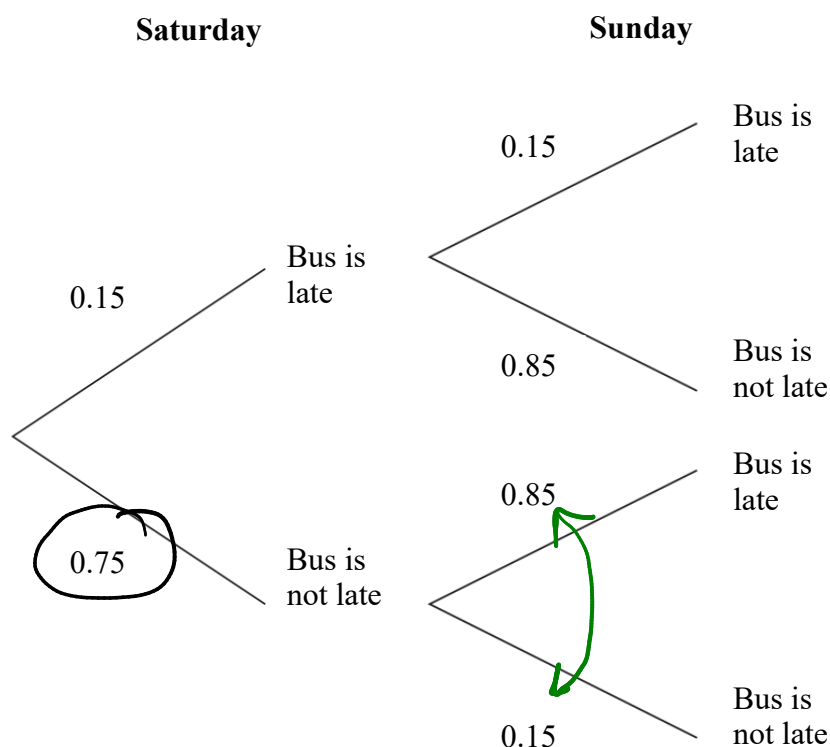 Saturday
Sunday
0.15
Bus is
late
0.75
Bus is
not late
0.15
Bus is
late
0.85
Bus is
not late
0.85
Bus is
late
0.15
Bus is
not late